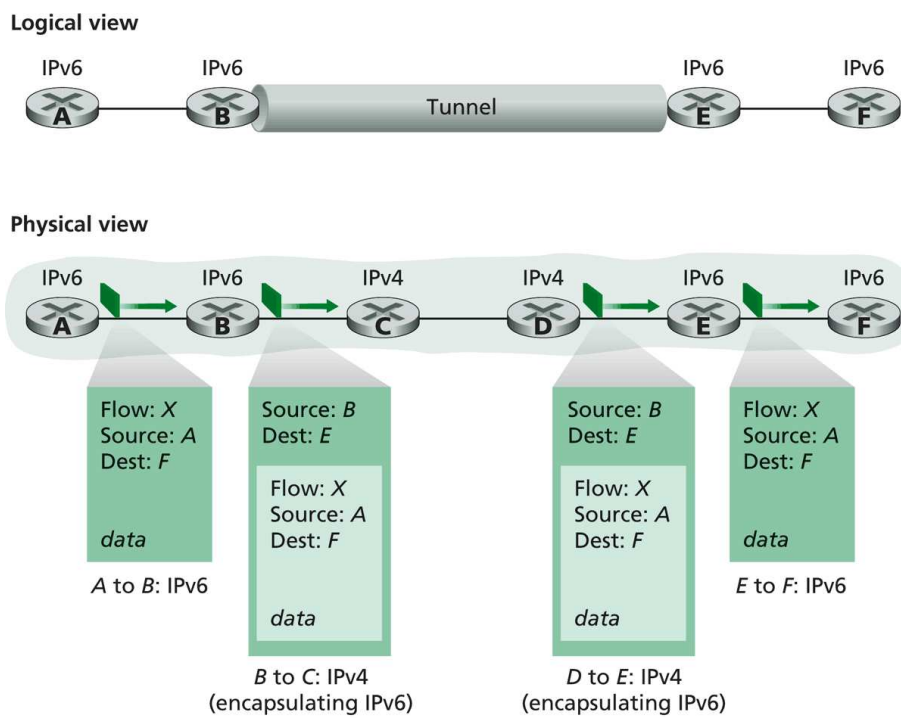 Logical view
IPv6 IPv6 IPv6 IPv6
A B Tunnel E F
Physical view
IPv6 IPv6 IPv4 IPv4 IPv6 IPv6
A B C D E F
Flow: X
Source: A
Dest: F
data
A to B: IPv6
Source: B
Dest: E
Flow: X
Source: A
Dest: F
data
B to C: IPv4
(encapsulating IPv6)
Source: B
Dest: E
Flow: X
Source: A
Dest: F
data
D to E: IPv4
(encapsulating IPv6)
Flow: X
Source: A
Dest: F
data
E to F: IPv6